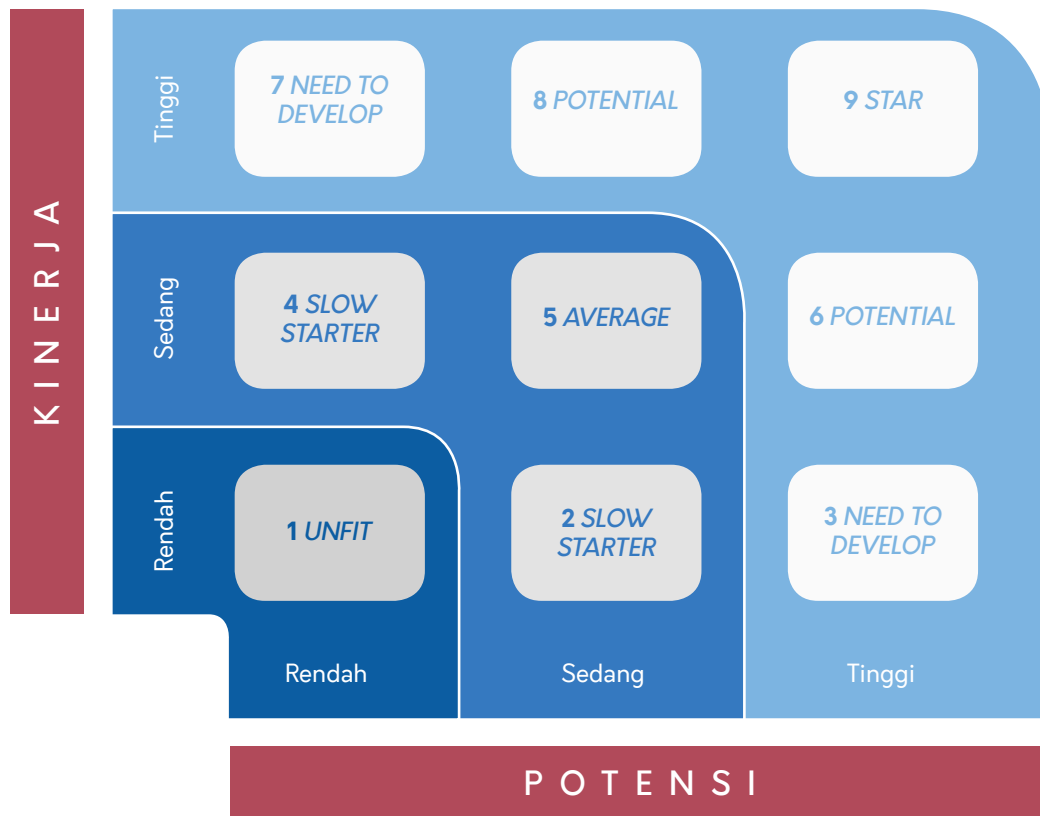 KINERJA
Tinggi
7 NEED TO
DEVELOP
8 POTENTIAL
9 STAR
Sedang
4 SLOW
STARTER
5 AVERAGE
6 POTENTIAL
Rendah
1 UNFIT
2 SLOW
STARTER
3 NEED TO
DEVELOP
Rendah
Sedang
Tinggi
POTENSI